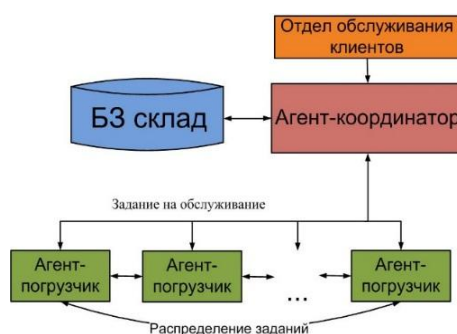 Отдел обслуживания
клиентов
БЗ склад
Агент-координатор
Задание на обслуживание
Агент-
погрузчик
Агент-
погрузчик
...
Агент-
погрузчик
Распределение заданий